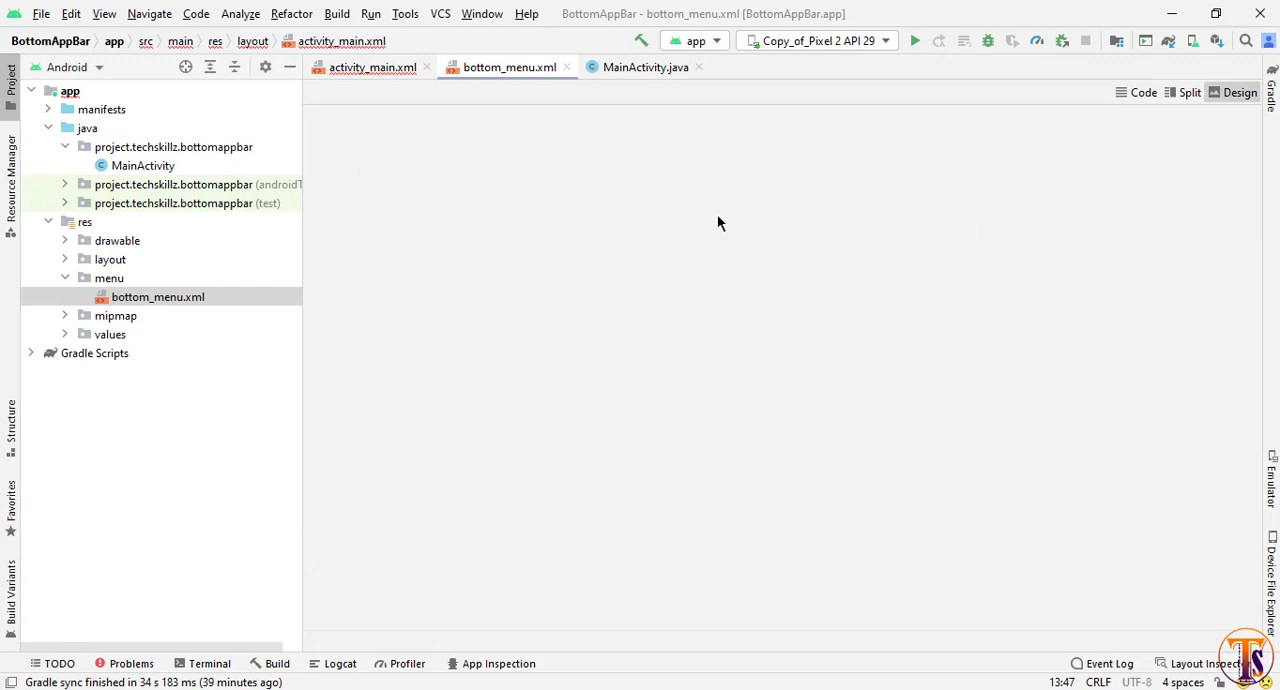 File Edit View Navigate Code Analyze Refactor Build Run Tools VCS Window Help BottomAppBar - bottom_menu.xml [BottomAppBar.app]
BottomAppBar app src main res layout activity_main.xml app Copy_of_Pixel 2 API 29
Android activity_main.xml bottom_menu.xml MainActivity.java
Code Split Design
app
manifests
java
project.techskillz.bottomappbar
MainActivity
project.techskillz.bottomappbar (androidT
project.techskillz.bottomappbar (test)
res
drawable
layout
menu
bottom_menu.xml
mipmap
values
Gradle Scripts
Project
Resource Manager
Structure
Favorites
Build Variants
Gradle
Emulator
Device File Explorer
TODO Problems Terminal Build Logcat Profiler App Inspection Event Log Layout Inspector
Gradle sync finished in 34 s 183 ms (39 minutes ago) 13:47 CRLF UTF-8 4 spaces
TS